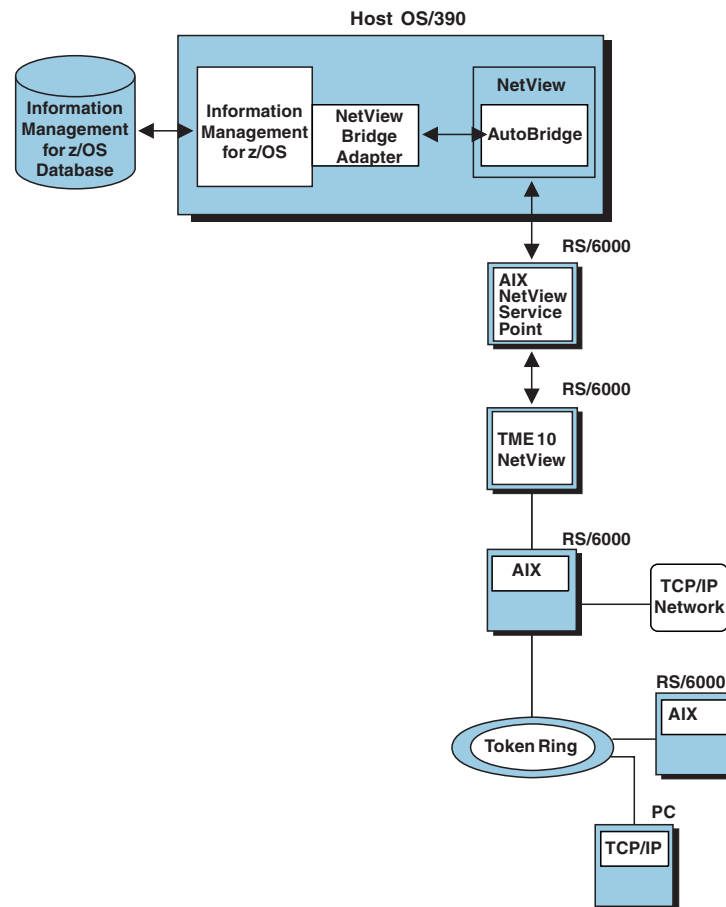 Host OS/390
Information
Management
for z/OS
Database
Information
Management
for z/OS
NetView
Bridge
Adapter
NetView
AutoBridge
RS/6000
AIX
NetView
Service
Point
RS/6000
TME 10
NetView
RS/6000
AIX
TCP/IP
Network
RS/6000
AIX
Token Ring
PC
TCP/IP